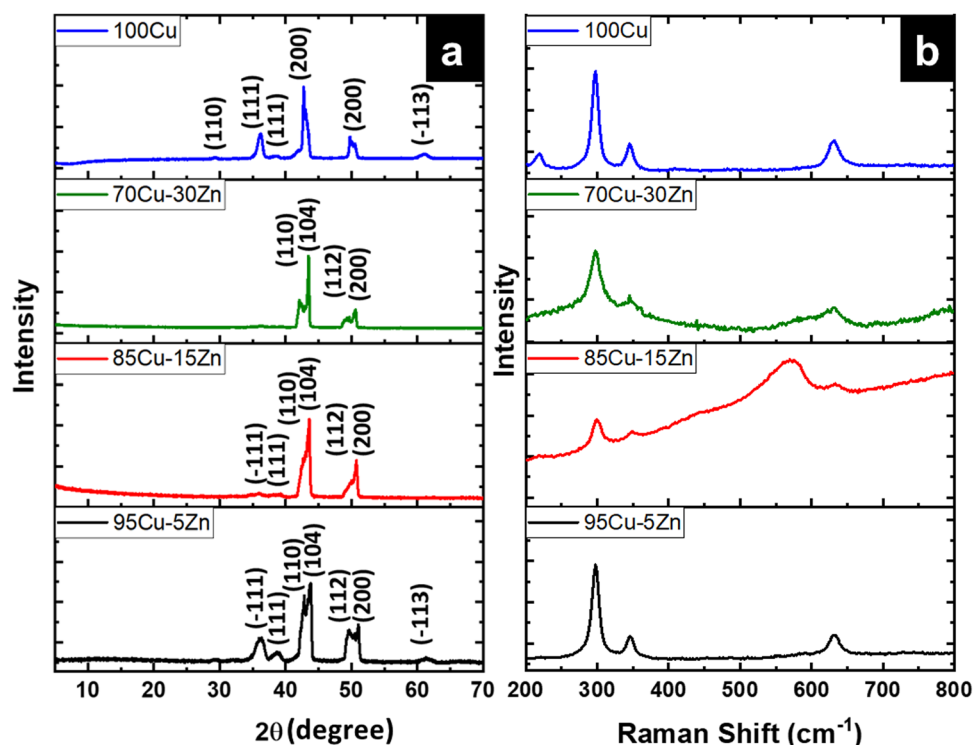 100Cu
a
(110)
(111)
(111)
(200)
(200)
(-113)
70Cu-30Zn
(110)
(104)
(112)
(200)
85Cu-15Zn
(-111)
(111)
(110)
(104)
(112)
(200)
95Cu-5Zn
(-111)
(111)
(110)
(104)
(112)
(200)
(-113)
Intensity
10 20 30 40 50 60 70
2θ (degree)
100Cu
b
70Cu-30Zn
85Cu-15Zn
95Cu-5Zn
Intensity
200 300 400 500 600 700 800
Raman Shift (cm⁻¹)